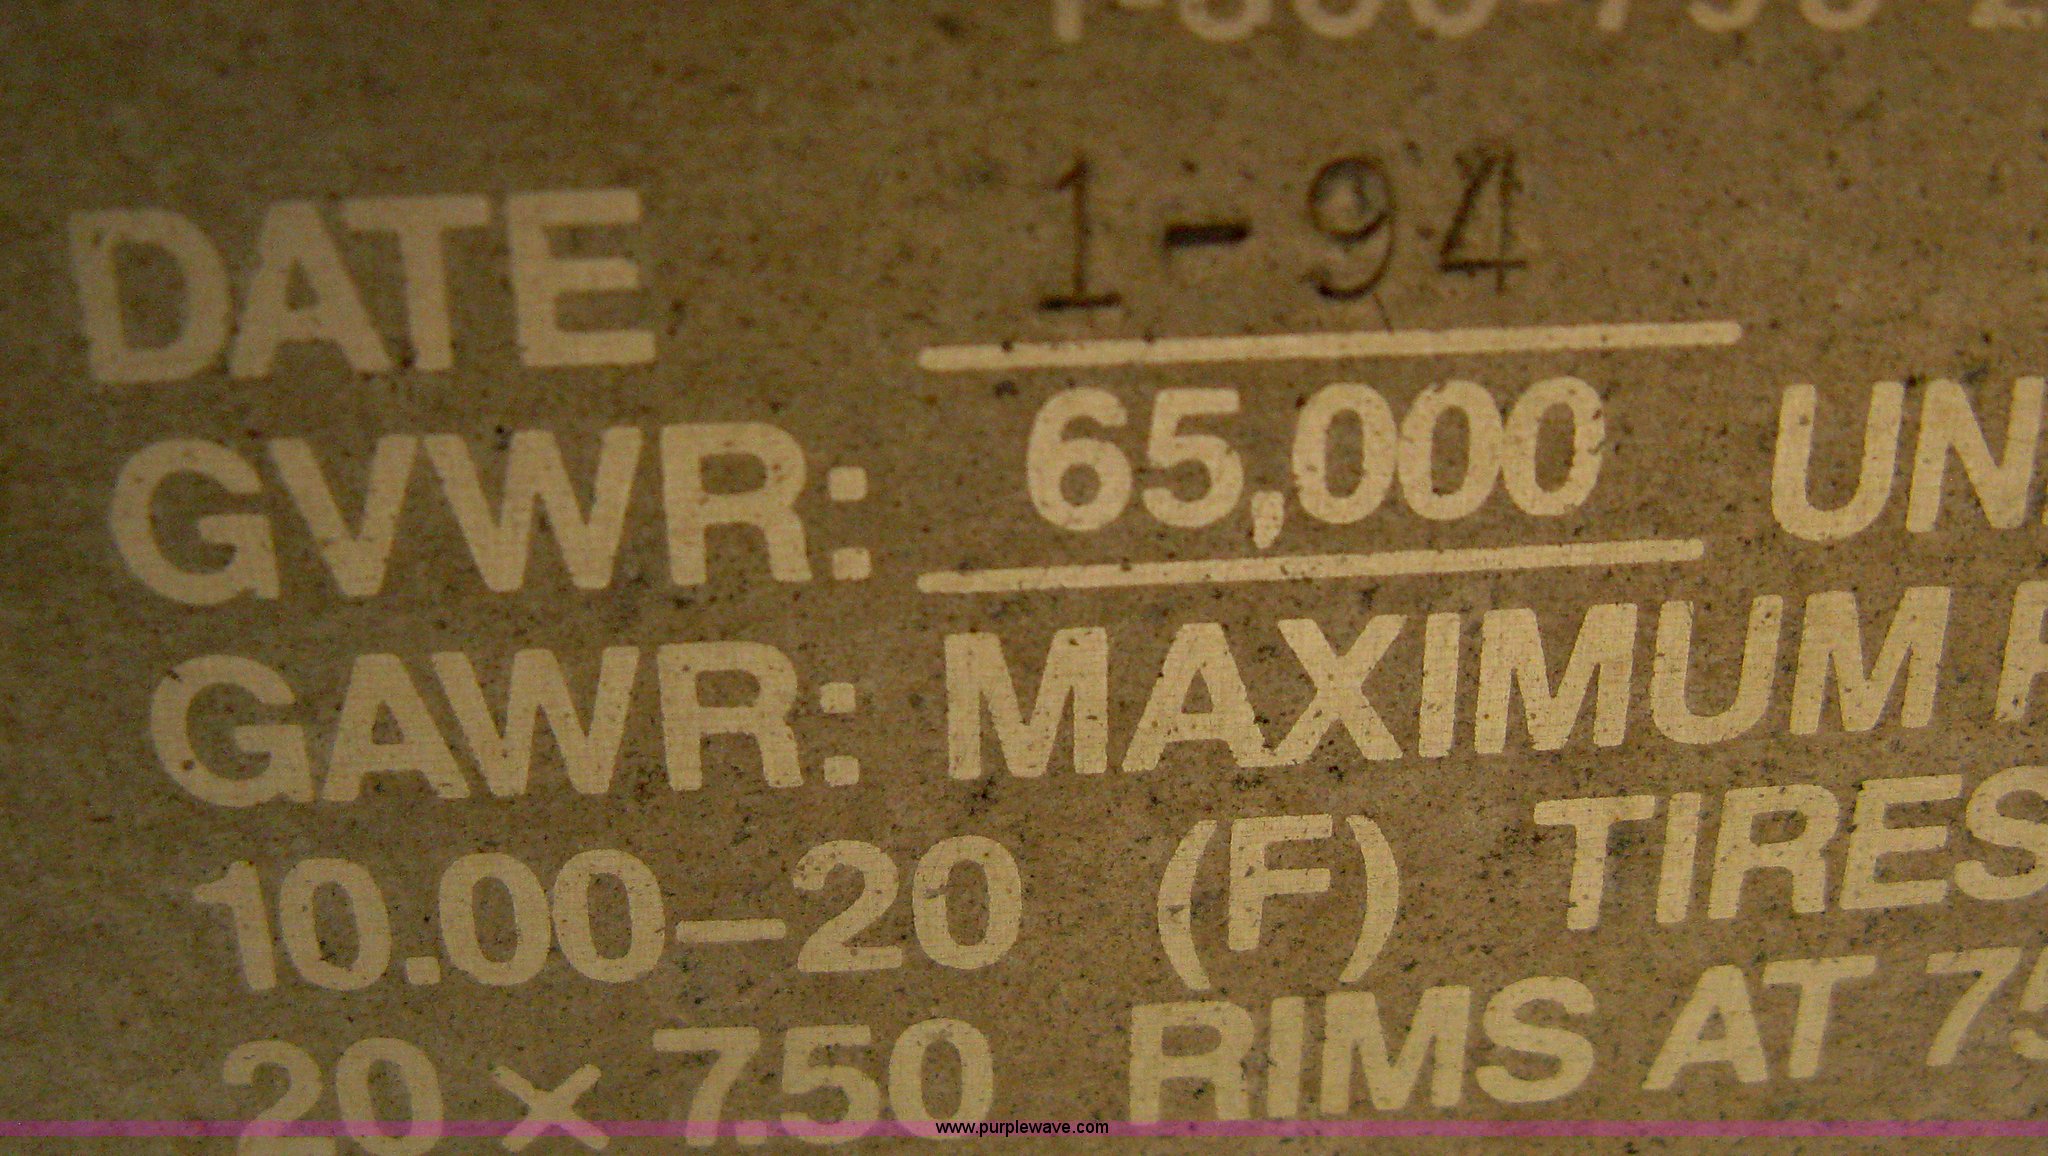 DATE 1-94
GVWR: 65,000
GAWR: MAXIMUM
10.00-20 (F) TIRES
20 × 7.50 RIMS AT
www.purplewave.com